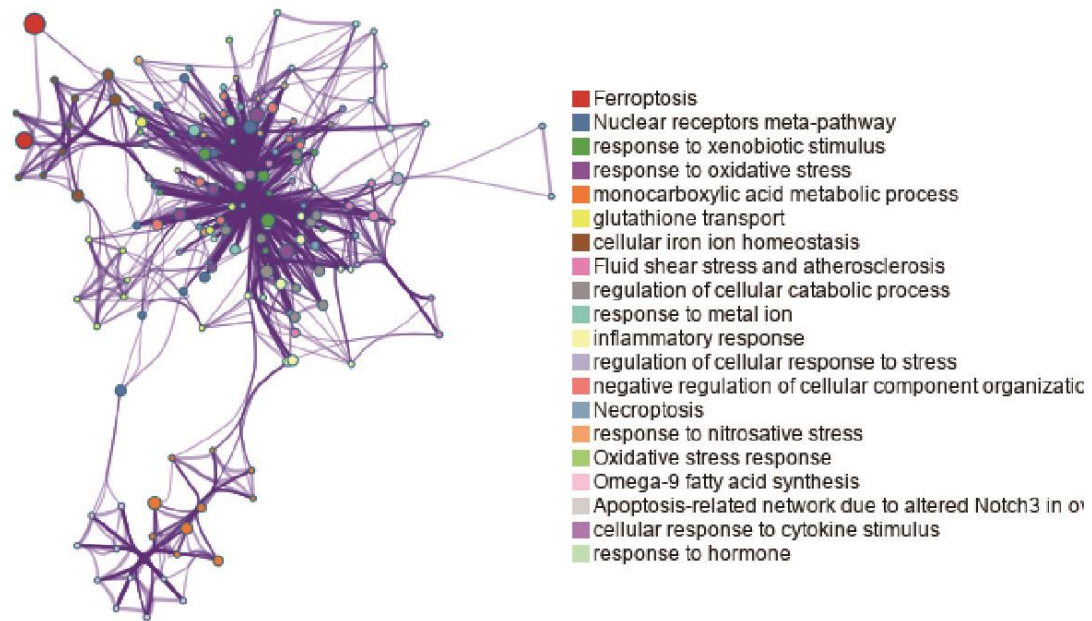 Ferroptosis
Nuclear receptors meta-pathway
response to xenobiotic stimulus
response to oxidative stress
monocarboxylic acid metabolic process
glutathione transport
cellular iron ion homeostasis
Fluid shear stress and atherosclerosis
regulation of cellular catabolic process
response to metal ion
inflammatory response
regulation of cellular response to stress
negative regulation of cellular component organizatio
Necroptosis
response to nitrosative stress
Oxidative stress response
Omega-9 fatty acid synthesis
Apoptosis-related network due to altered Notch3 in ov
cellular response to cytokine stimulus
response to hormone